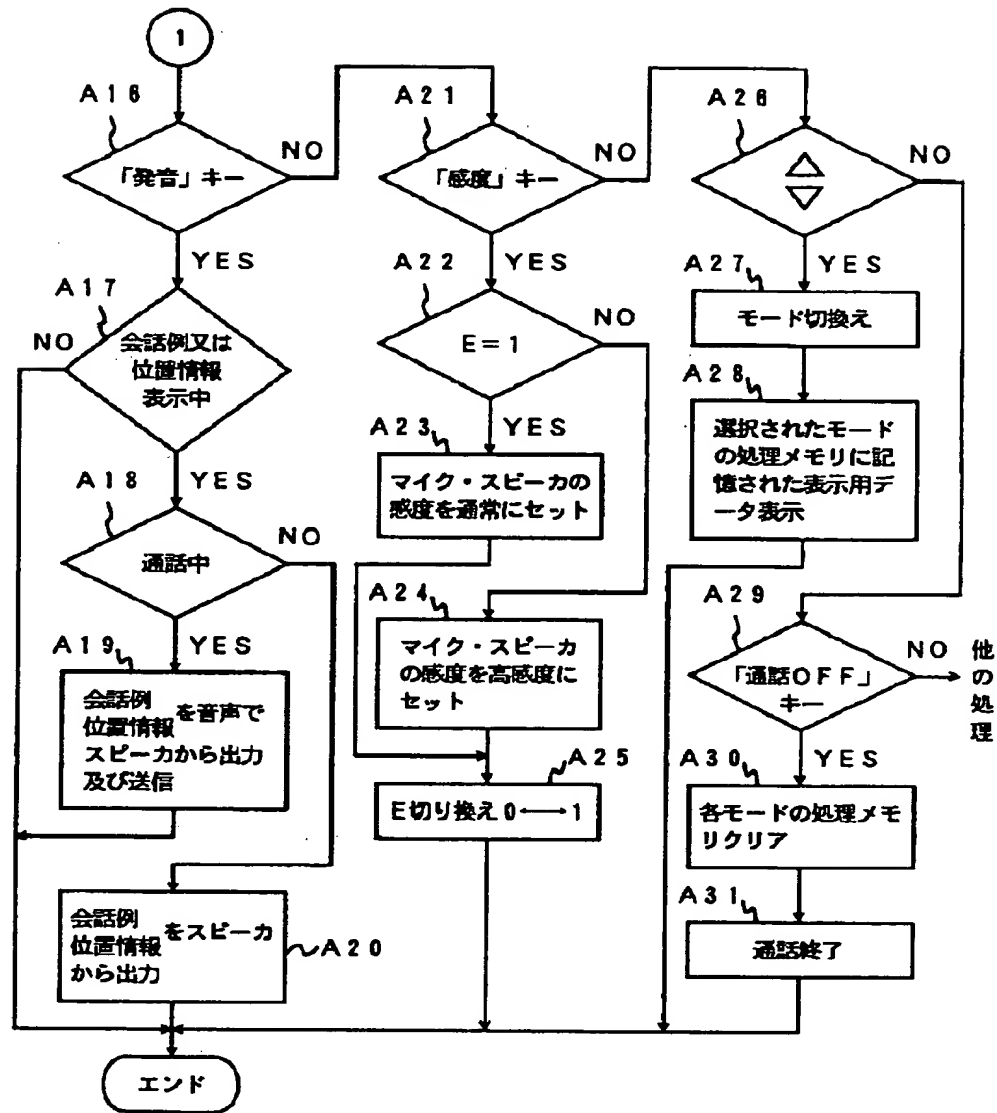 1
A16
「発音」キー
NO
YES
A17
NO
会話例又は
位置情報
表示中
YES
A18
通話中
NO
YES
A19
会話例
位置情報 を音声で
スピーカから出力
及び送信
会話例
位置情報 をスピーカ
から出力
A20
エンド
A21
「感度」キー
NO
YES
A22
E=1
NO
YES
A23
マイク・スピーカの
感度を通常にセット
A24
マイク・スピーカ
の感度を高感度に
セット
A25
E切り換え0⟷1
A26
△
▽
NO
YES
A27
モード切換え
A28
選択されたモード
の処理メモリに記
憶された表示用デ
ータ表示
A29
「通話OFF」
キー
NO
他の処理
YES
A30
各モードの処理メモ
リクリア
A31
通話終了